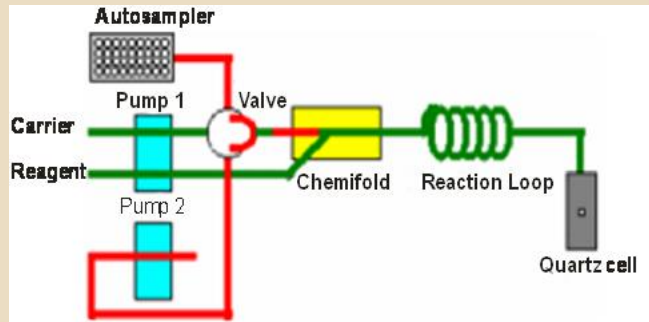 Autosampler
Pump 1
Valve
Carrier
Reagent
Chemifold
Reaction Loop
Pump 2
Quartz cell